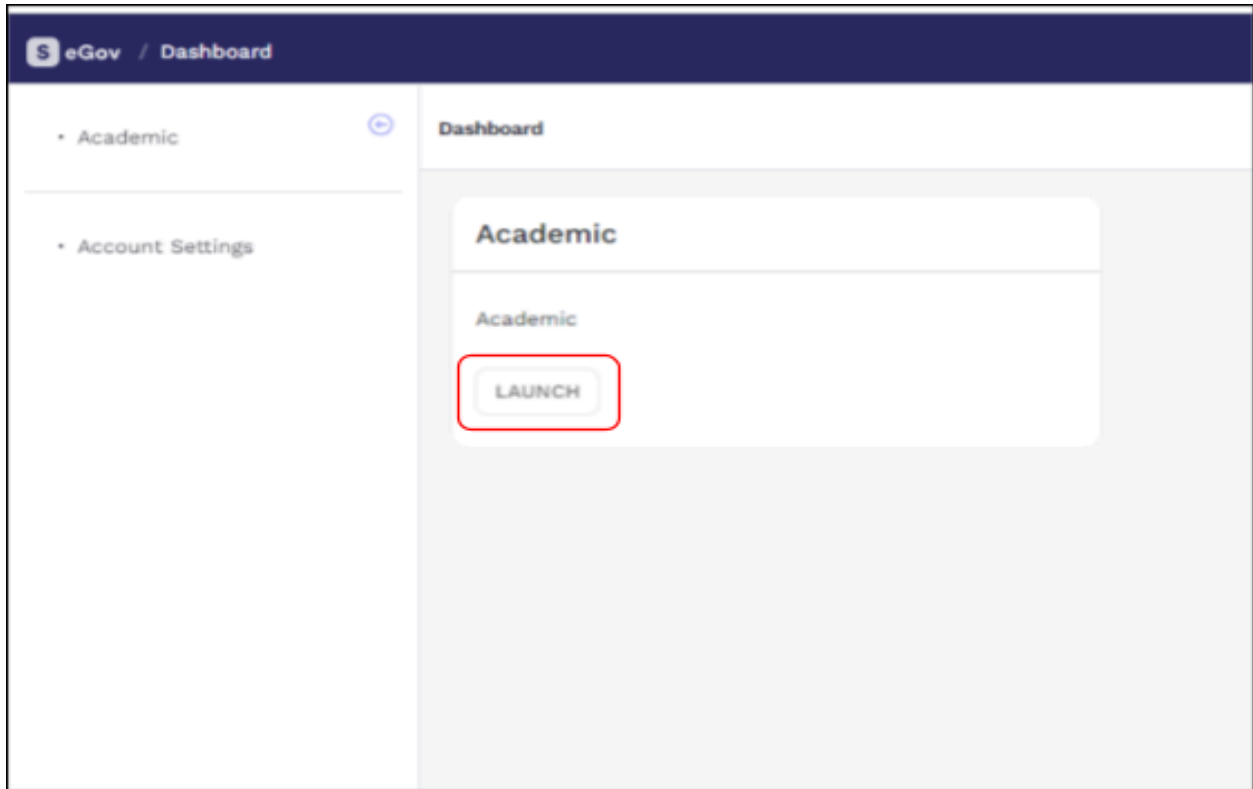 S eGov / Dashboard
• Academic
• Account Settings
Dashboard
Academic
Academic
LAUNCH